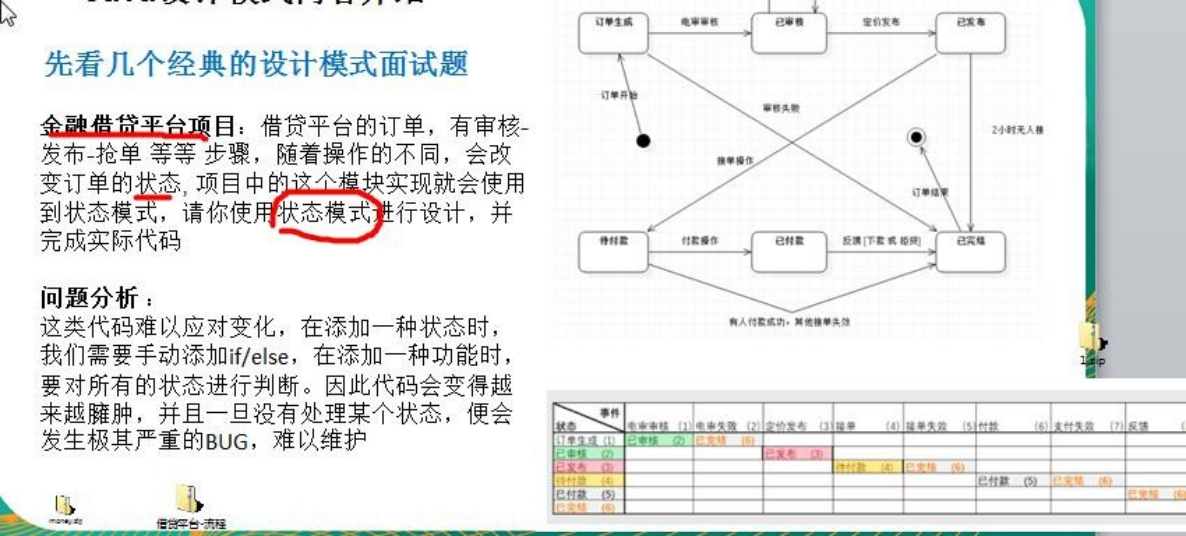 先看几个经典的设计模式面试题
金融借贷平台项目：借贷平台的订单，有审核-
发布-抢单 等等 步骤，随着操作的不同，会改
变订单的状态, 项目中的这个模块实现就会使用
到状态模式，请你使用状态模式进行设计，并
完成实际代码
问题分析：
这类代码难以应对变化，在添加一种状态时，
我们需要手动添加if/else，在添加一种功能时，
要对所有的状态进行判断。因此代码会变得越
来越臃肿，并且一旦没有处理某个状态，便会
发生极其严重的BUG，难以维护
money.zip
借贷平台-流程
订单生成
电审审核
已审核
定价发布
已发布
订单开始
审核失败
2小时无人接
接单操作
订单结束
待付款
付款操作
已付款
反馈 [下款 或 拒贷]
已完结
有人付款成功，其他接单失效
1.zip
事件
状态 电审审核 (1) 电审失败 (2) 定价发布 (3) 接单 (4) 接单失效 (5) 付款 (6) 支付失效 (7) 反馈
订单生成 (1) 已审核 (2) 已完结 (6)
已审核 (2) 已发布 (3)
已发布 (3) 待付款 (4) 已完结 (6)
待付款 (4) 已付款 (5) 已完结 (6)
已付款 (5) 已完结 (6)
已完结 (6)